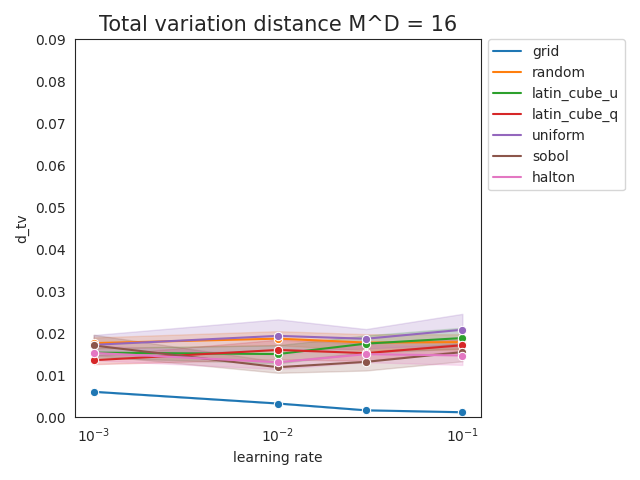 Total variation distance M^D = 16
0.09
0.08
0.07
0.06
0.05
0.04
0.03
0.02
0.01
0.00
d_tv
10⁻³
10⁻²
10⁻¹
learning rate
grid
random
latin_cube_u
latin_cube_q
uniform
sobol
halton